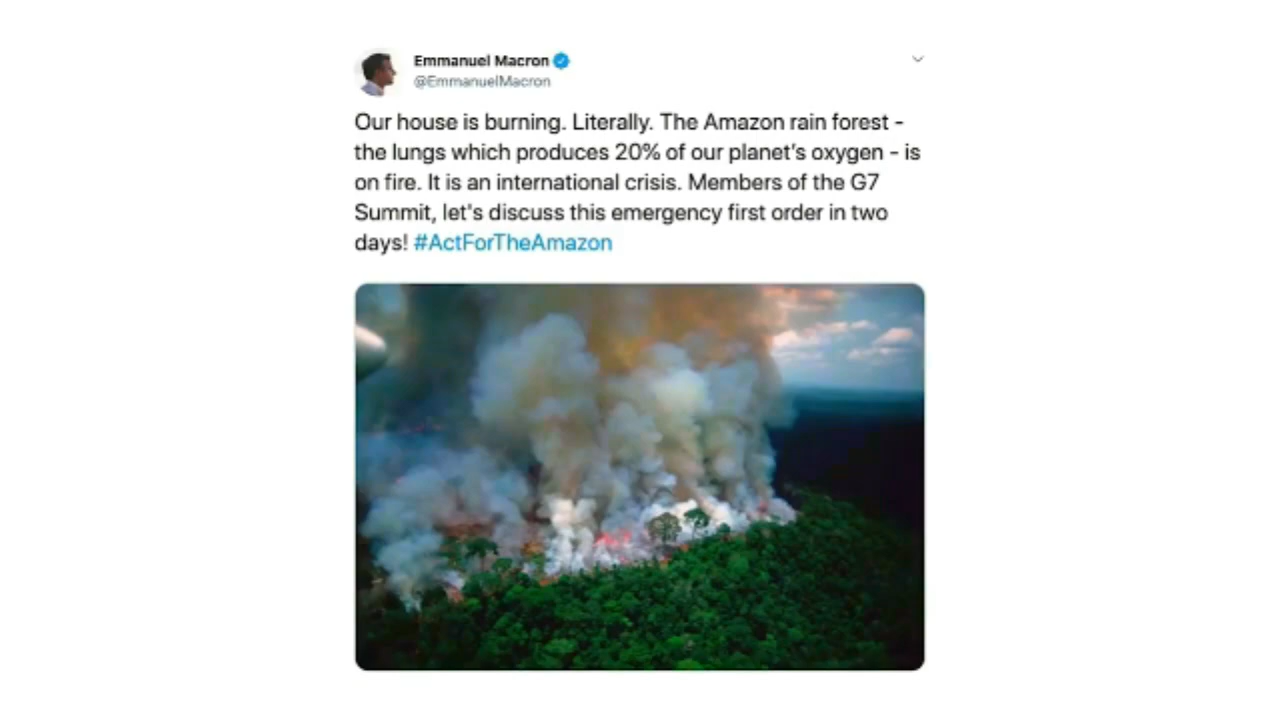 Emmanuel Macron
@EmmanuelMacron
Our house is burning. Literally. The Amazon rain forest -
the lungs which produces 20% of our planet's oxygen - is
on fire. It is an international crisis. Members of the G7
Summit, let's discuss this emergency first order in two
days! #ActForTheAmazon